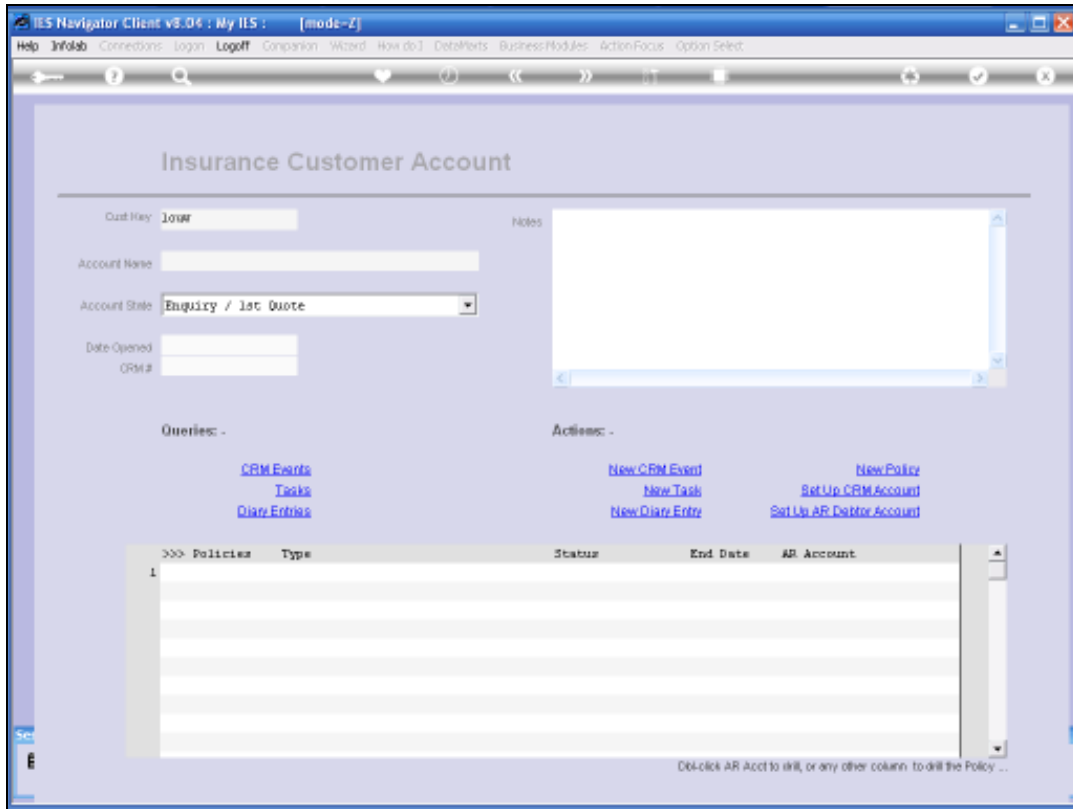 IES Navigator Client v8.04 : My IES : [mode=Z]
Help Infolab Connections Logon Logoff Companion Wizard How do I DataMarts Business Modules Action Focus Option Select
Insurance Customer Account
Cust Key louw
Notes
Account Name
Account State Enquiry / 1st Quote
Date Opened
CRM #
Queries: - Actions: -
CRM Events New CRM Event New Policy
Tasks New Task Set Up CRM Account
Diary Entries New Diary Entry Set Up AR Debtor Account
>>> Policies Type Status End Date AR Account
1
Dbl-click AR Acct to drill, or any other column to drill the Policy ...